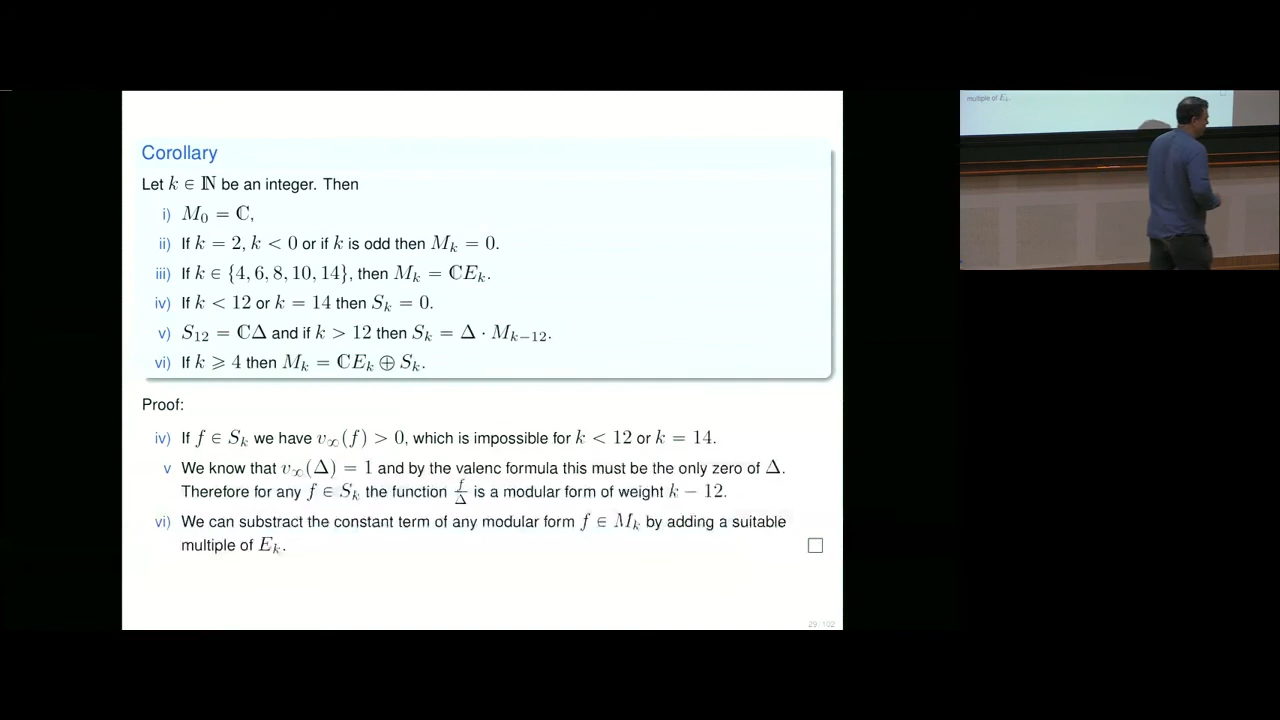 Corollary
Let k ∈ ℕ be an integer. Then
i) M₀ = ℂ,
ii) If k = 2, k < 0 or if k is odd then Mₖ = 0.
iii) If k ∈ {4, 6, 8, 10, 14}, then Mₖ = ℂEₖ.
iv) If k < 12 or k = 14 then Sₖ = 0.
v) S₁₂ = ℂΔ and if k > 12 then Sₖ = Δ · Mₖ₋₁₂.
vi) If k ⩾ 4 then Mₖ = ℂEₖ ⊕ Sₖ.
Proof:
iv) If f ∈ Sₖ we have v∞(f) > 0, which is impossible for k < 12 or k = 14.
v We know that v∞(Δ) = 1 and by the valenc formula this must be the only zero of Δ.
Therefore for any f ∈ Sₖ the function f/Δ is a modular form of weight k − 12.
vi) We can substract the constant term of any modular form f ∈ Mₖ by adding a suitable
multiple of Eₖ. □
29/102
multiple of Eₖ.